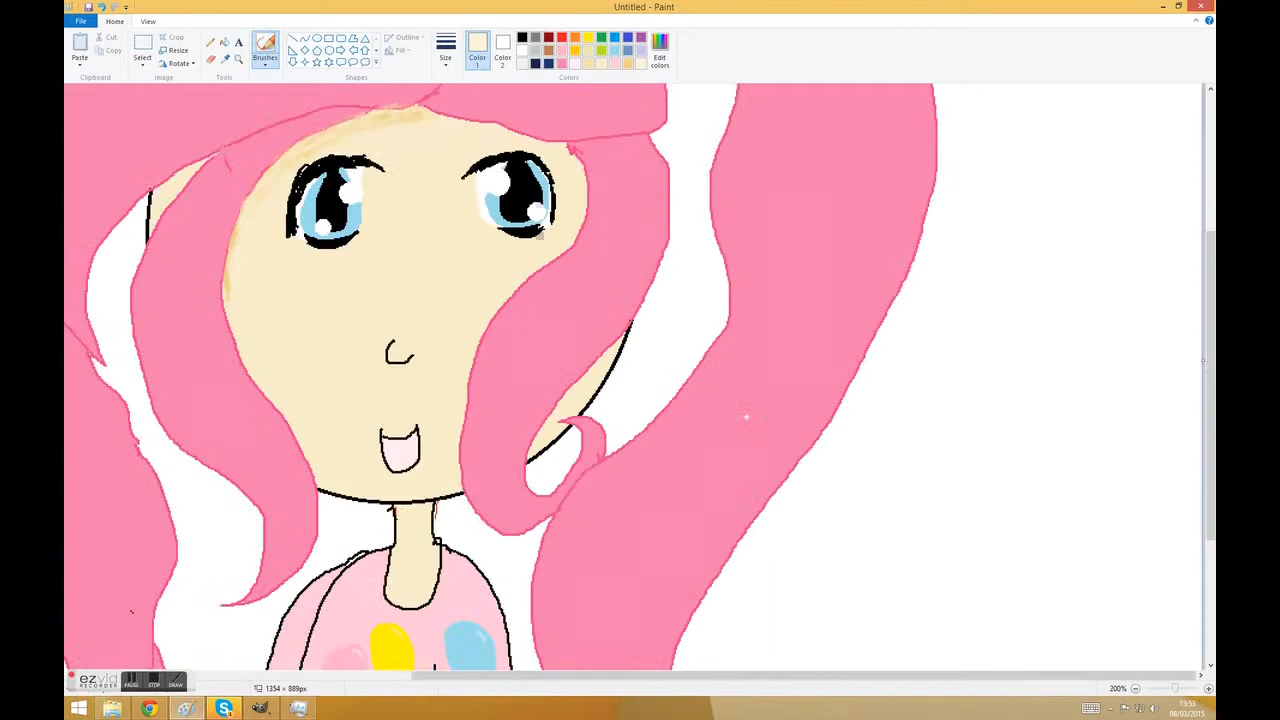 Untitled - Paint
File Home View
Cut
Copy
Paste
Clipboard
Crop
Resize
Rotate
Select
Image
Tools
Brushes
Outline
Fill
Shapes
Size
Color 1
Color 2
Edit colors
Colors
ezvid
RECORDER
PAUSE STOP DRAW
1354 × 889px
200%
13:53
08/03/2015